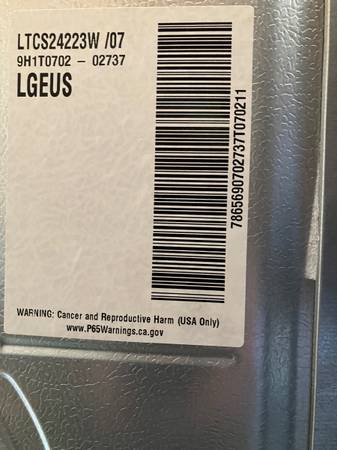 LTCS24223W /07
9H1T0702 - 02737
LGEUS
7865690702737T070211
WARNING: Cancer and Reproductive Harm (USA Only)
www.P65Warnings.ca.gov